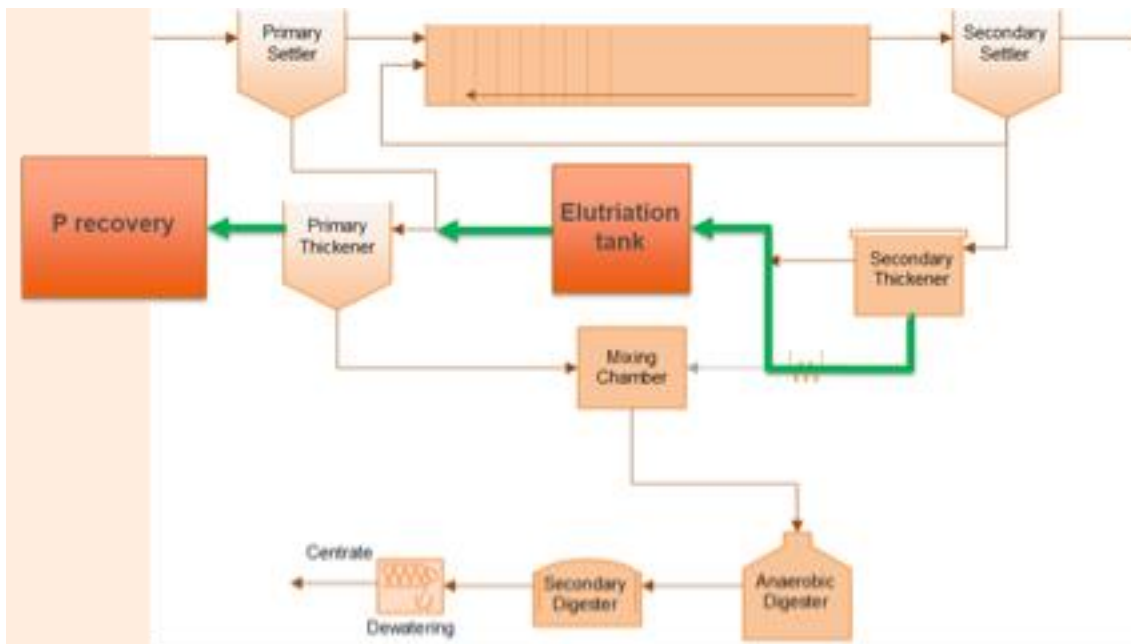 Primary
Settler
Secondary
Settler
P recovery
Primary
Thickener
Elutriation
tank
Secondary
Thickener
Mixing
Chamber
Centrate
Dewatering
Secondary
Digester
Anaerobic
Digester